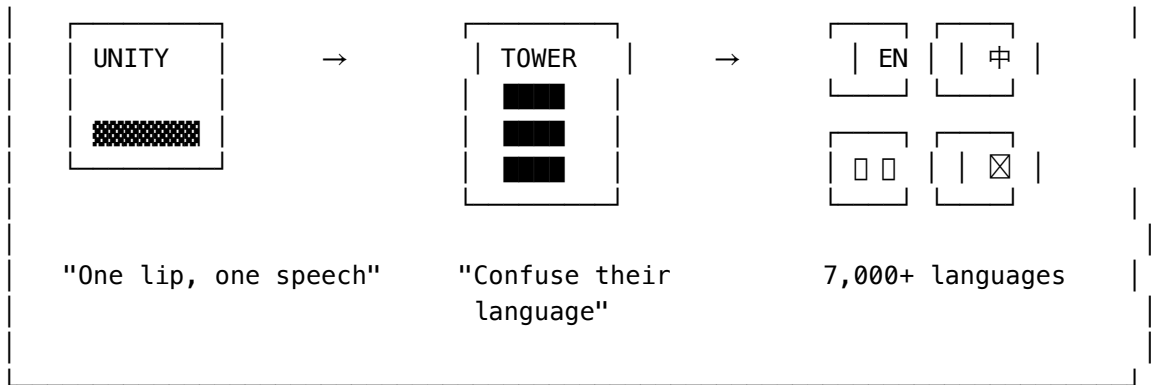 UNITY → TOWER → EN 中
"One lip, one speech" "Confuse their 7,000+ languages
language"